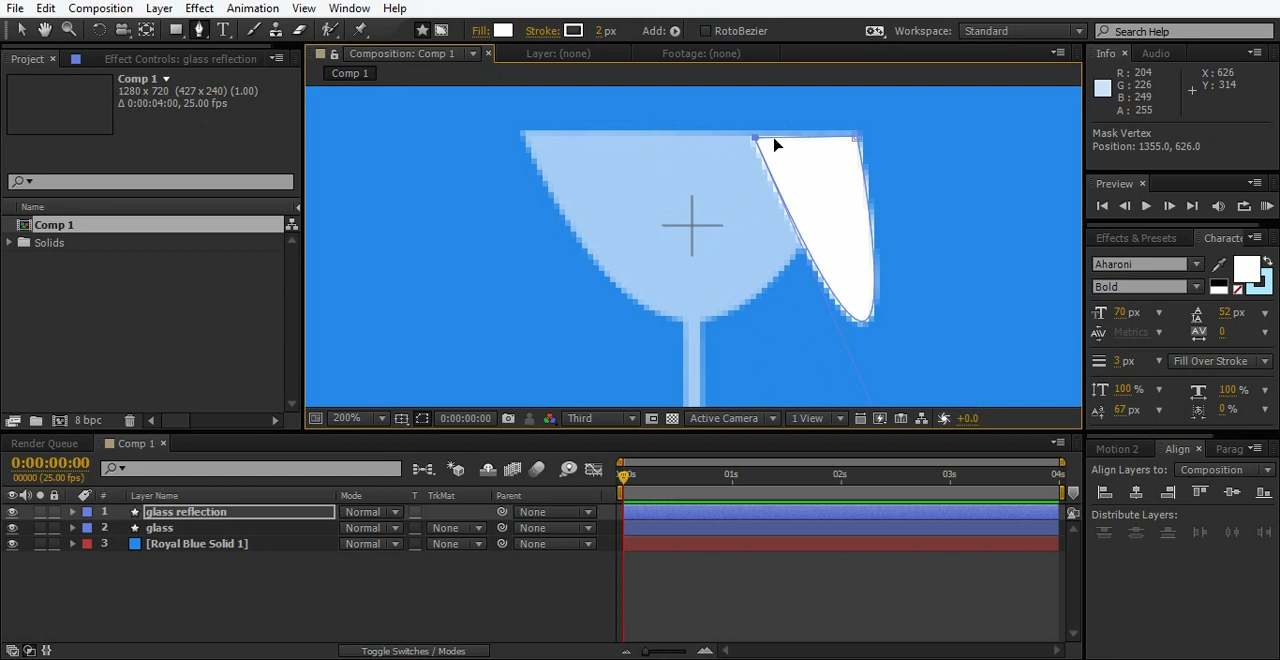 File Edit Composition Layer Effect Animation View Window Help
Fill: Stroke: 2 px Add: RotoBezier Workspace: Standard Search Help
Project × Effect Controls: glass reflection Composition: Comp 1 × Layer: (none) Footage: (none) Info × Audio
Comp 1
1280 x 720 (427 x 240) (1.00)
Δ 0:00:04:00, 25.00 fps
Comp 1
R: 204 X: 626
G: 226 Y: 314
B: 249
A: 255
Mask Vertex
Position: 1355.0, 626.0
Preview ×
Name
Comp 1
Solids
Effects & Presets Characte
Aharoni
Bold
70 px 52 px
Metrics 0
3 px Fill Over Stroke
100 % 100 %
67 px 0 %
8 bpc
200% 0:00:00:00 Third Active Camera 1 View +0.0
Render Queue Comp 1 ×
0:00:00:00
00000 (25.00 fps)
:00s 01s 02s 03s 04s
# Layer Name Mode T TrkMat Parent
1 glass reflection Normal None
2 glass Normal None None
3 [Royal Blue Solid 1] Normal None None
Toggle Switches / Modes
Motion 2 Align × Parag
Align Layers to: Composition
Distribute Layers: